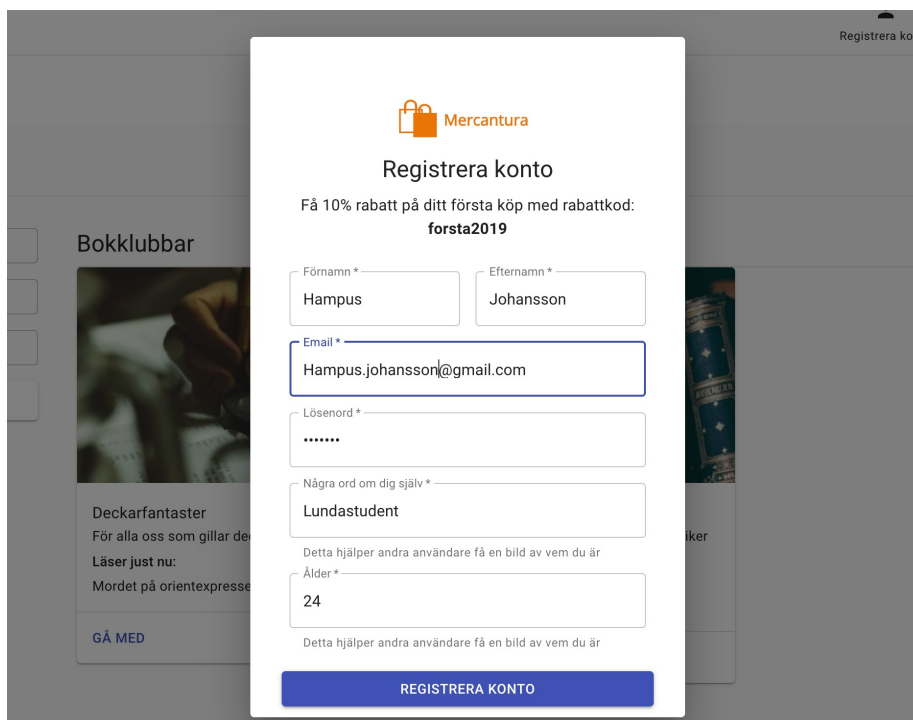 Registrera ko
Mercantura
Registrera konto
Få 10% rabatt på ditt första köp med rabattkod:
forsta2019
Förnamn *
Hampus
Efternamn *
Johansson
Email *
Hampus.johansson@gmail.com
Lösenord *
•••••••
Några ord om dig själv *
Lundastudent
Detta hjälper andra användare få en bild av vem du är
Ålder *
24
Detta hjälper andra användare få en bild av vem du är
REGISTRERA KONTO
Bokklubbar
Deckarfantaster
För alla oss som gillar de
Läser just nu:
Mordet på orientexpresse
GÅ MED
iker